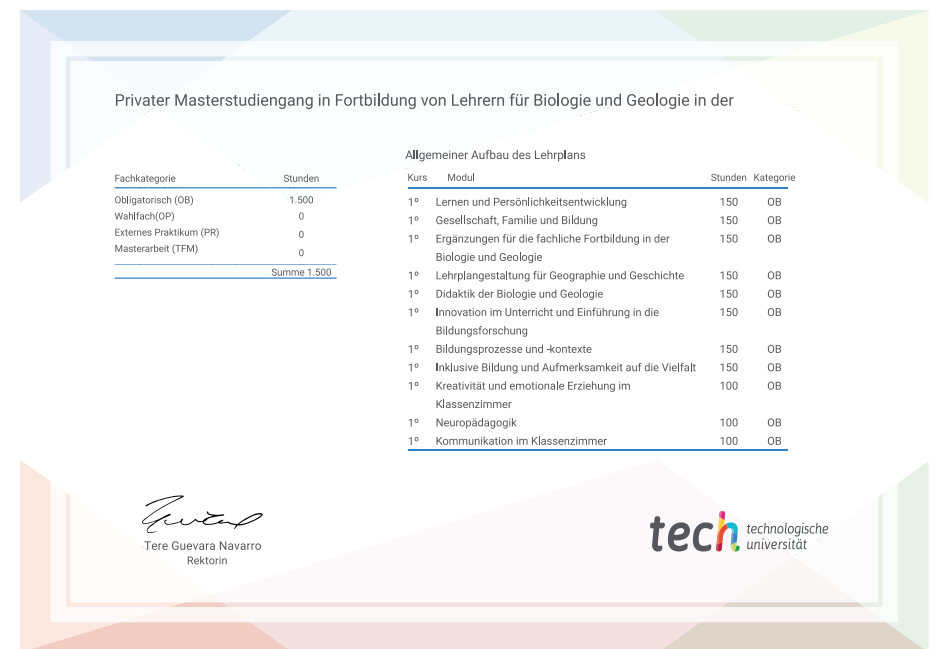 Privater Masterstudiengang in Fortbildung von Lehrern für Biologie und Geologie in der
Fachkategorie Stunden
Obligatorisch (OB) 1.500
Wahlfach(OP) 0
Externes Praktikum (PR) 0
Masterarbeit (TFM) 0
Summe 1.500
Allgemeiner Aufbau des Lehrplans
Kurs Modul Stunden Kategorie
1º Lernen und Persönlichkeitsentwicklung 150 OB
1º Gesellschaft, Familie und Bildung 150 OB
1º Ergänzungen für die fachliche Fortbildung in der 150 OB
Biologie und Geologie
1º Lehrplangestaltung für Geographie und Geschichte 150 OB
1º Didaktik der Biologie und Geologie 150 OB
1º Innovation im Unterricht und Einführung in die 150 OB
Bildungsforschung
1º Bildungsprozesse und -kontexte 150 OB
1º Inklusive Bildung und Aufmerksamkeit auf die Vielfalt 150 OB
1º Kreativität und emotionale Erziehung im 100 OB
Klassenzimmer
1º Neuropädagogik 100 OB
1º Kommunikation im Klassenzimmer 100 OB
Tere Guevara Navarro
Rektorin
tech technologische
universität